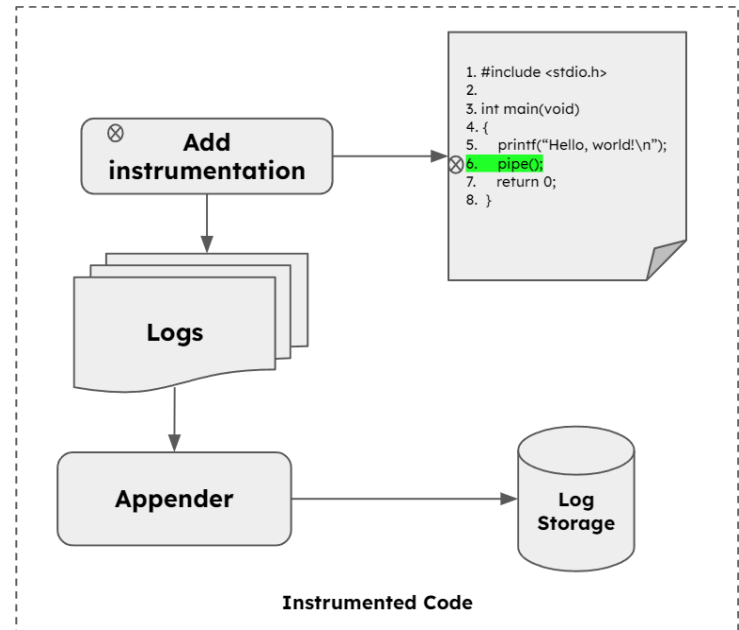 Add
instrumentation
1. #include <stdio.h>
2.
3. int main(void)
4. {
5. printf(“Hello, world!\n”);
6. pipe();
7. return 0;
8. }
Logs
Appender
Log
Storage
Instrumented Code